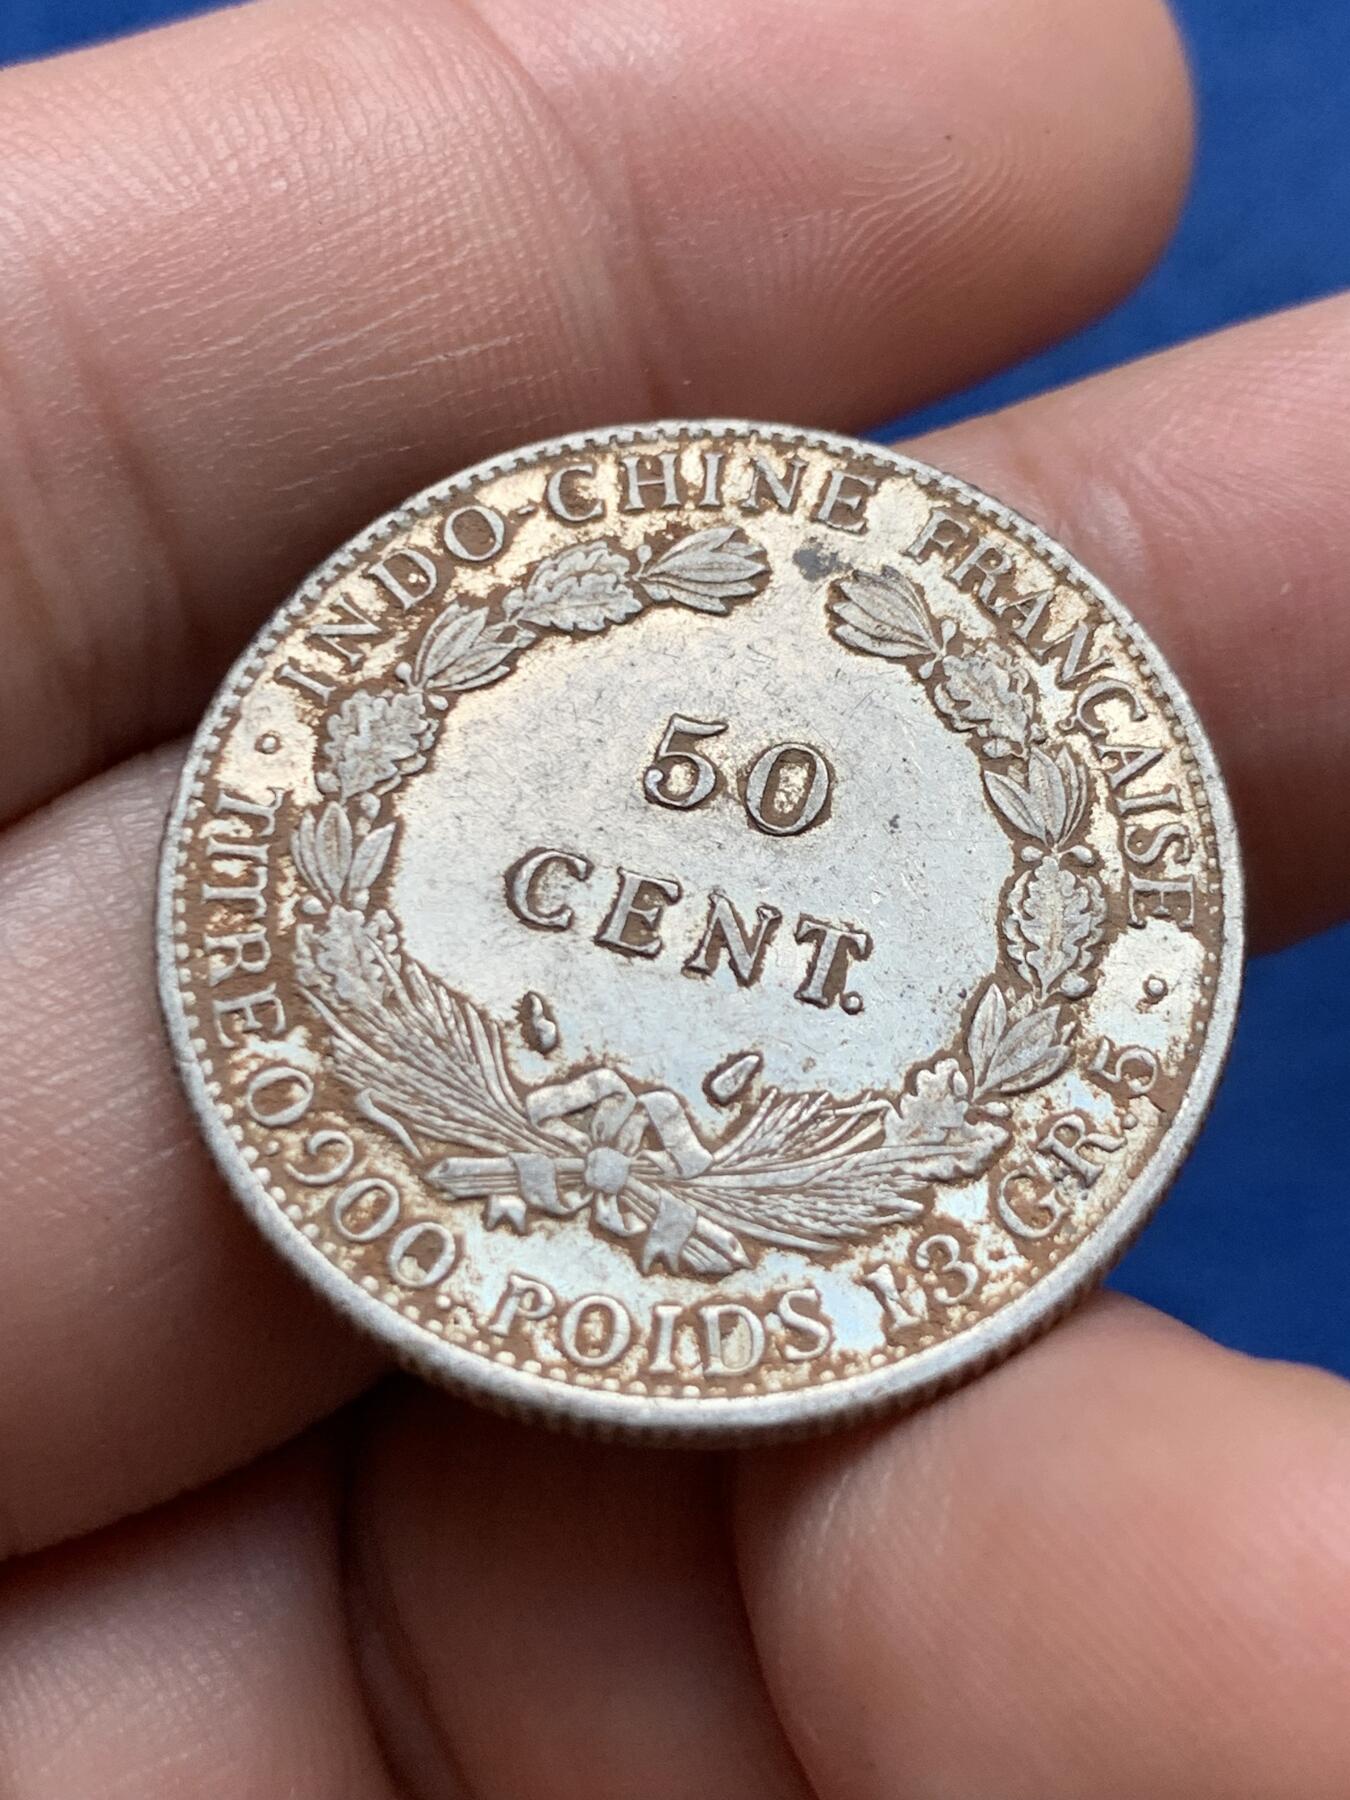 INDO-CHINE FRANÇAISE
50
CENT.
TITRE 0.900. POIDS 13.GR.5